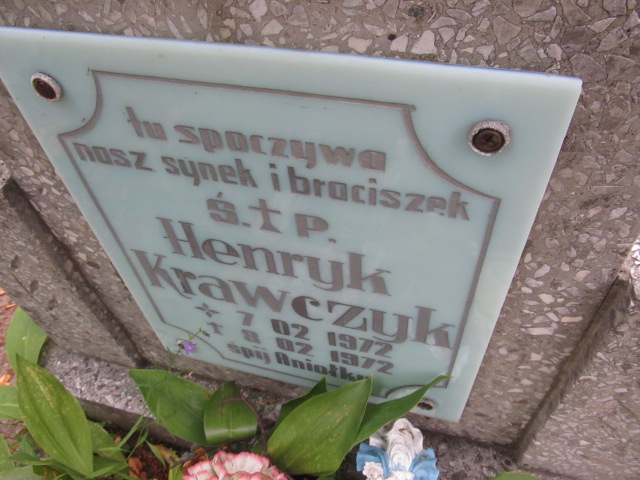 tu spoczywa
nasz synek i braciszek
Ś.†P.
Henryk
Krawczyk
* 7 02 1972
† 8 02 1972
śpij Aniołku